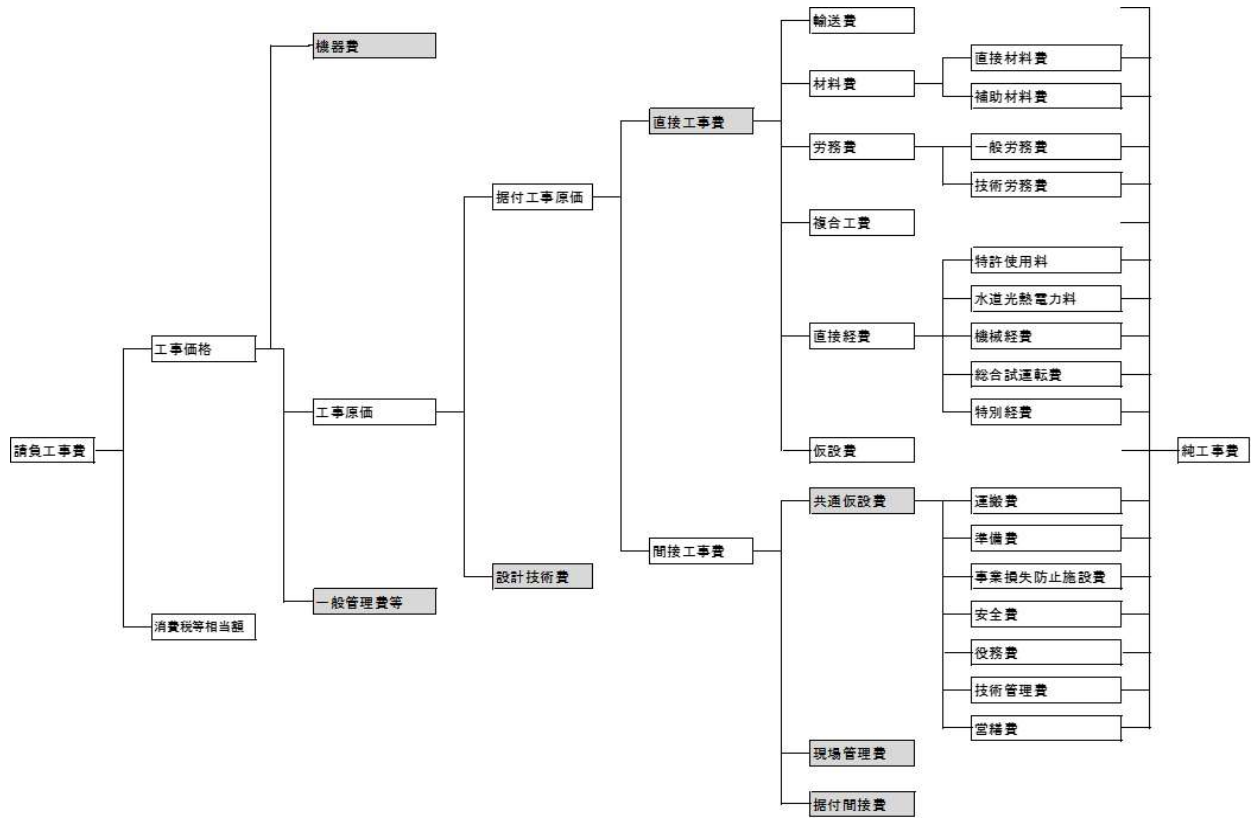 請負工事費
工事価格
消費税等相当額
機器費
工事原価
一般管理費等
据付工事原価
設計技術費
直接工事費
間接工事費
輸送費
材料費
労務費
複合工費
直接経費
仮設費
共通仮設費
現場管理費
据付間接費
直接材料費
補助材料費
一般労務費
技術労務費
特許使用料
水道光熱電力料
機械経費
総合試運転費
特別経費
運搬費
準備費
事業損失防止施設費
安全費
役務費
技術管理費
営繕費
純工事費